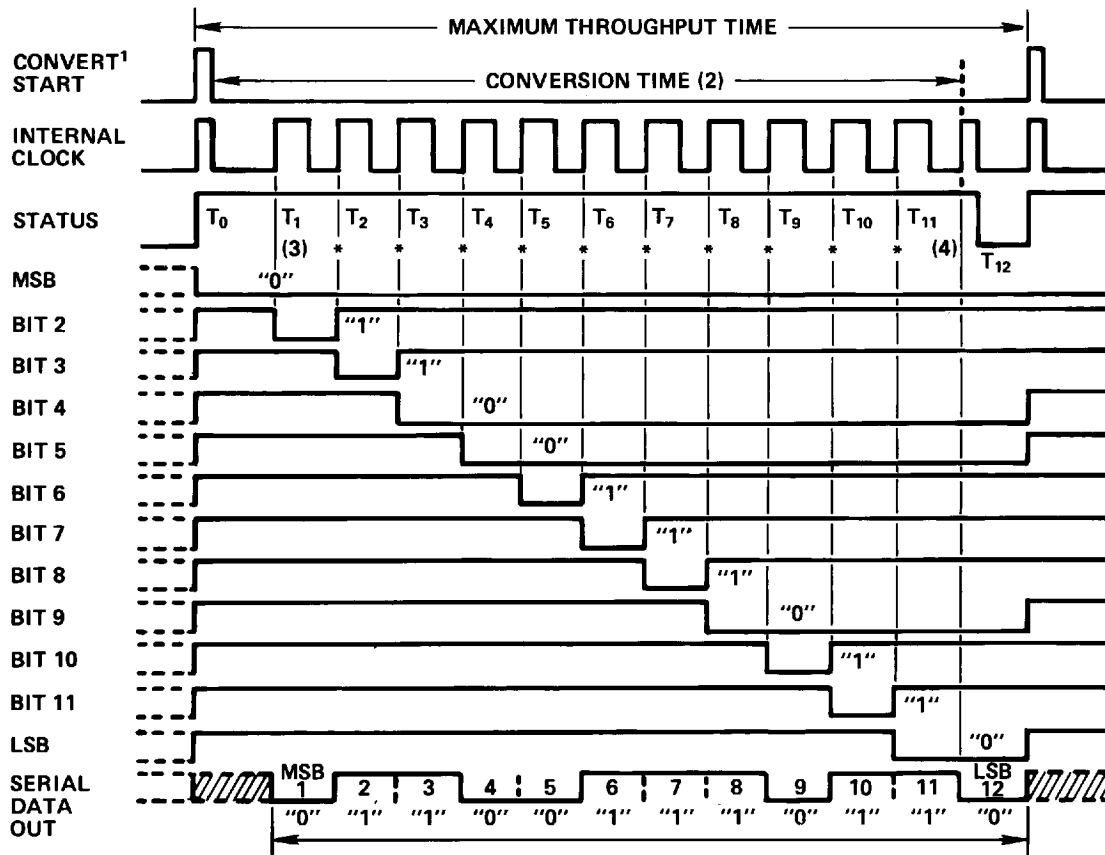 MAXIMUM THROUGHPUT TIME
CONVERT¹
START
CONVERSION TIME (2)
INTERNAL
CLOCK
STATUS
T₀ T₁ T₂ T₃ T₄ T₅ T₆ T₇ T₈ T₉ T₁₀ T₁₁
(3) * * * * * * * * * * (4)
T₁₂
MSB "0"
BIT 2 "1"
BIT 3 "1"
BIT 4 "0"
BIT 5 "0"
BIT 6 "1"
BIT 7 "1"
BIT 8 "1"
BIT 9 "0"
BIT 10 "1"
BIT 11 "1"
LSB "0"
SERIAL
DATA
OUT
MSB LSB
1 2 3 4 5 6 7 8 9 10 11 12
"0" "1" "1" "0" "0" "1" "1" "1" "0" "1" "1" "0"